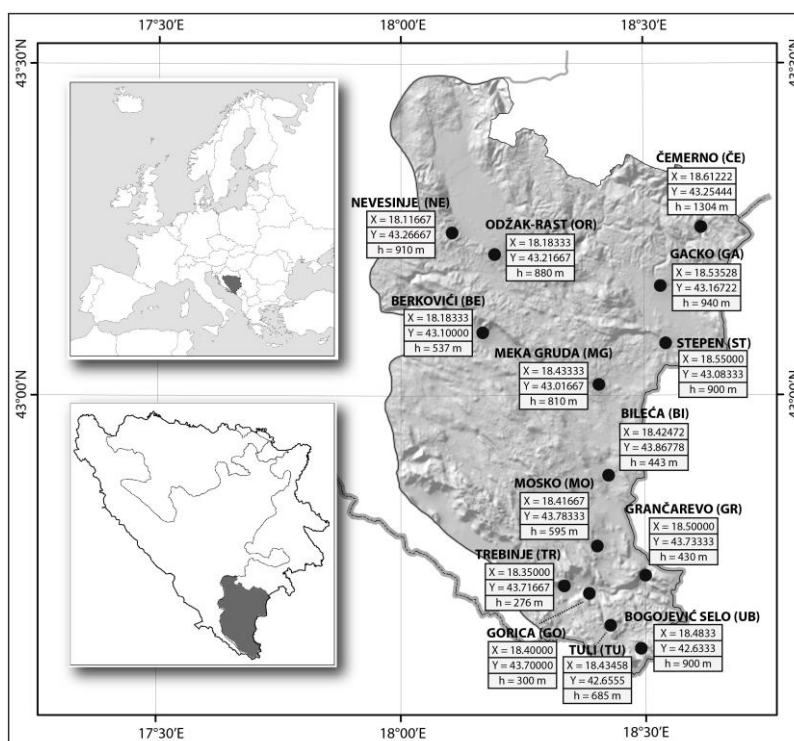 17°30'E 18°00'E 18°30'E
43°30'N 43°30'N
ČEMERNO (ČE)
X = 18.61222
Y = 43.25444
h = 1304 m
NEVESINJE (NE)
X = 18.11667
Y = 43.26667
h = 910 m
ODŽAK-RAST (OR)
X = 18.18333
Y = 43.21667
h = 880 m
GACKO (GA)
X = 18.53528
Y = 43.16722
h = 940 m
BERKOVIĆI (BE)
X = 18.18333
Y = 43.10000
h = 537 m
STEPEN (ST)
X = 18.55000
Y = 43.08333
h = 900 m
MEKA GRUDA (MG)
X = 18.43333
Y = 43.01667
h = 810 m
43°00'N 43°00'N
BILEĆA (BI)
X = 18.42472
Y = 43.86778
h = 443 m
MOSKO (MO)
X = 18.41667
Y = 43.78333
h = 595 m
GRANČAREVO (GR)
X = 18.50000
Y = 43.73333
h = 430 m
TREBINJE (TR)
X = 18.35000
Y = 43.71667
h = 276 m
GORICA (GO)
X = 18.40000
Y = 43.70000
h = 300 m
TULI (TU)
X = 18.43458
Y = 42.6555
h = 685 m
BOGOJEVIĆ SELO (UB)
X = 18.4833
Y = 42.6333
h = 900 m
17°30'E 18°00'E 18°30'E